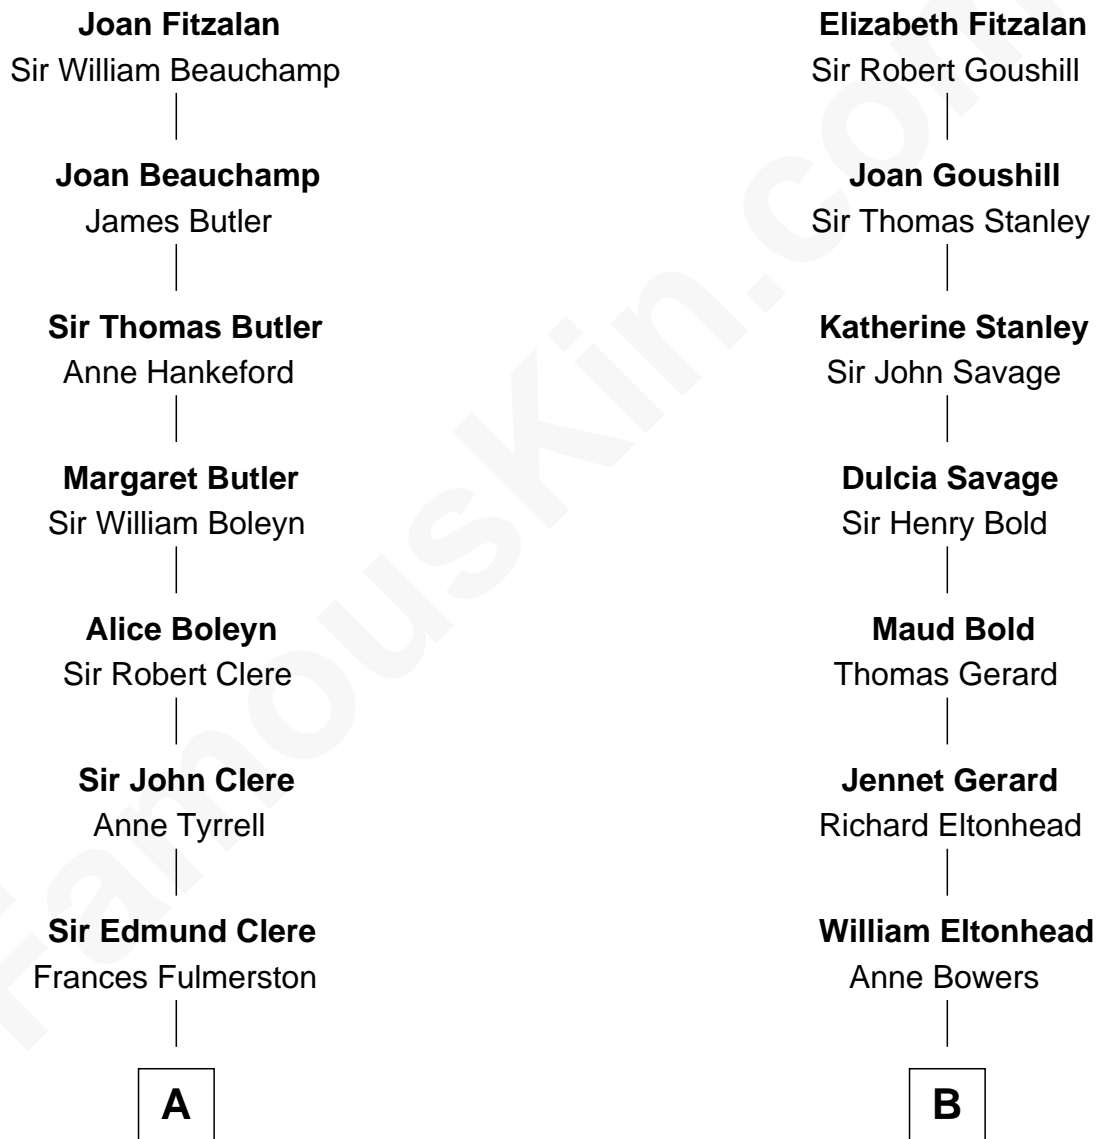 Joan Fitzalan
Sir William Beauchamp
Joan Beauchamp
James Butler
Sir Thomas Butler
Anne Hankeford
Margaret Butler
Sir William Boleyn
Alice Boleyn
Sir Robert Clere
Sir John Clere
Anne Tyrrell
Sir Edmund Clere
Frances Fulmerston
A
Elizabeth Fitzalan
Sir Robert Goushill
Joan Goushill
Sir Thomas Stanley
Katherine Stanley
Sir John Savage
Dulcia Savage
Sir Henry Bold
Maud Bold
Thomas Gerard
Jennet Gerard
Richard Eltonhead
William Eltonhead
Anne Bowers
B
FamousKin.com